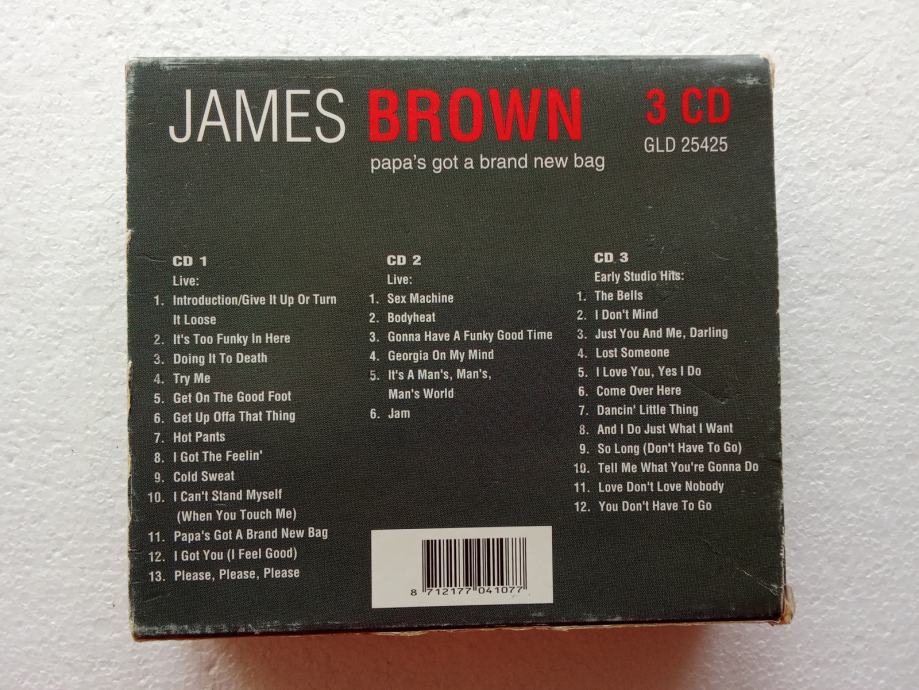 JAMES BROWN
papa's got a brand new bag
3 CD
GLD 25425
CD 1
Live:
1. Introduction/Give It Up Or Turn
It Loose
2. It's Too Funky In Here
3. Doing It To Death
4. Try Me
5. Get On The Good Foot
6. Get Up Offa That Thing
7. Hot Pants
8. I Got The Feelin'
9. Cold Sweat
10. I Can't Stand Myself
(When You Touch Me)
11. Papa's Got A Brand New Bag
12. I Got You (I Feel Good)
13. Please, Please, Please
CD 2
Live:
1. Sex Machine
2. Bodyheat
3. Gonna Have A Funky Good Time
4. Georgia On My Mind
5. It's A Man's, Man's,
Man's World
6. Jam
CD 3
Early Studio Hits:
1. The Bells
2. I Don't Mind
3. Just You And Me, Darling
4. Lost Someone
5. I Love You, Yes I Do
6. Come Over Here
7. Dancin' Little Thing
8. And I Do Just What I Want
9. So Long (Don't Have To Go)
10. Tell Me What You're Gonna Do
11. Love Don't Love Nobody
12. You Don't Have To Go
8 712177 041077